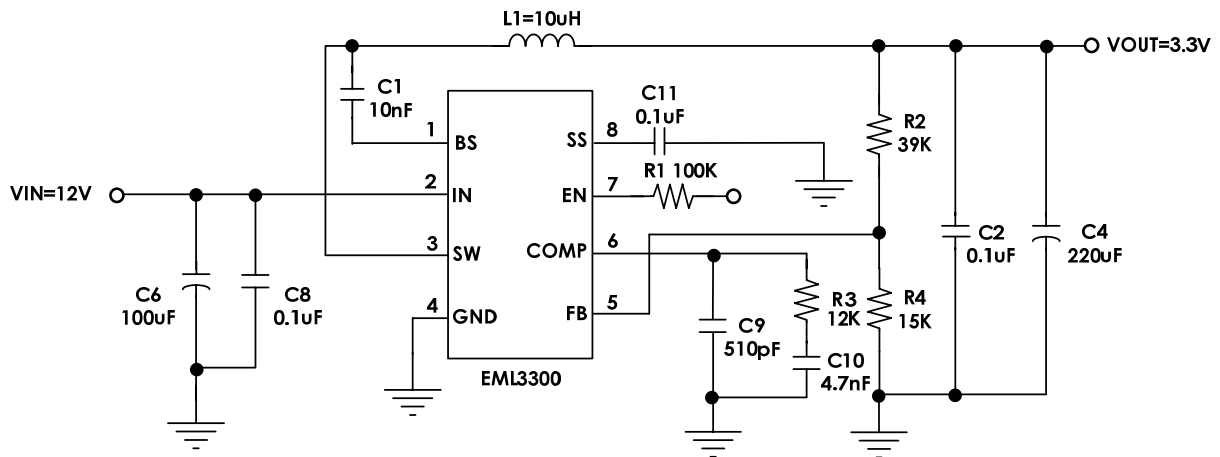 L1=10uH
VOUT=3.3V
C1
10nF
C11
0.1uF
R2
39K
1
BS
SS
8
R1 100K
VIN=12V
2
IN
EN
7
3
SW
COMP
6
C2
0.1uF
C4
220uF
C6
100uF
C8
0.1uF
4
GND
FB
5
R3
12K
R4
15K
C9
510pF
C10
4.7nF
EML3300